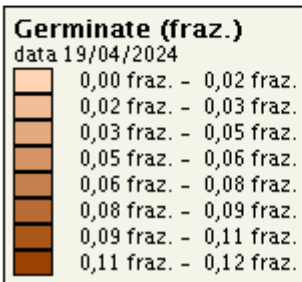 Germinate (fraz.)
data 19/04/2024
0,00 fraz. - 0,02 fraz.
0,02 fraz. - 0,03 fraz.
0,03 fraz. - 0,05 fraz.
0,05 fraz. - 0,06 fraz.
0,06 fraz. - 0,08 fraz.
0,08 fraz. - 0,09 fraz.
0,09 fraz. - 0,11 fraz.
0,11 fraz. - 0,12 fraz.